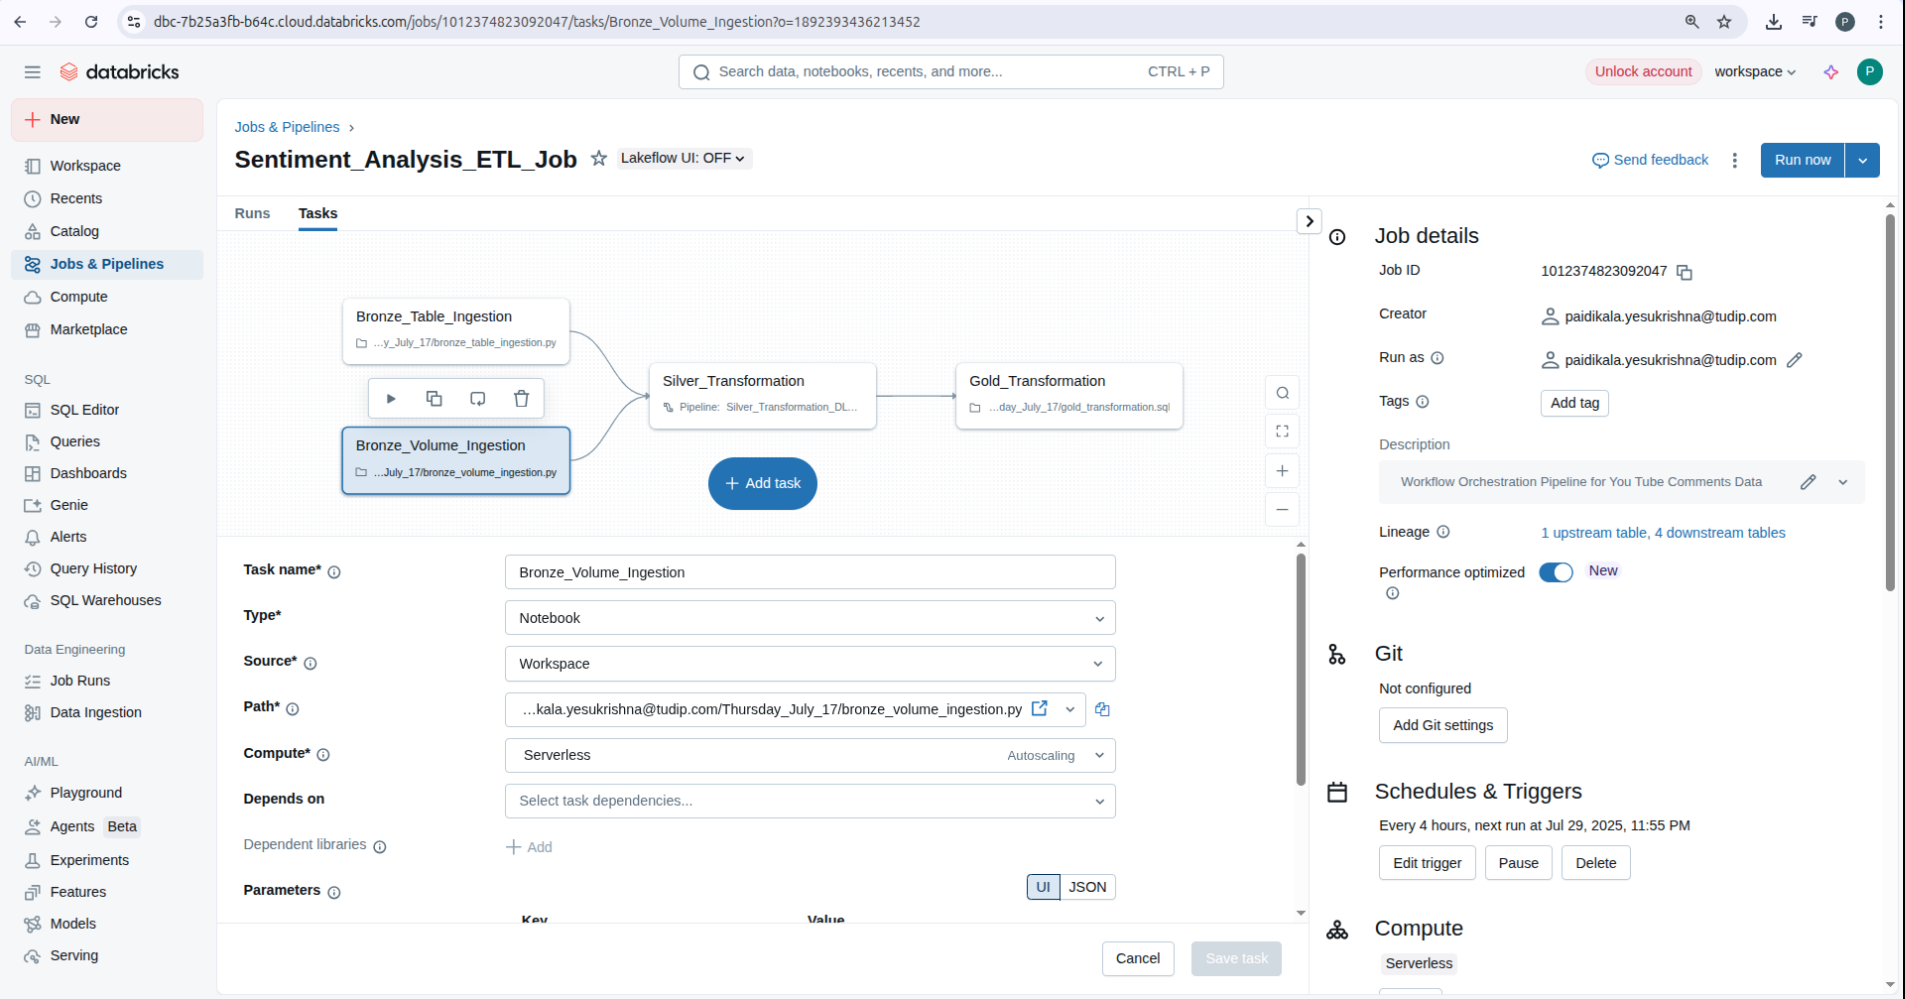 dbc-7b25a3fb-b64c.cloud.databricks.com/jobs/1012374823092047/tasks/Bronze_Volume_Ingestion?o=1892393436213452
P
databricks
Search data, notebooks, recents, and more...
CTRL + P
Unlock account
workspace
P
New
Workspace
Recents
Catalog
Jobs & Pipelines
Compute
Marketplace
SQL
SQL Editor
Queries
Dashboards
Genie
Alerts
Query History
SQL Warehouses
Data Engineering
Job Runs
Data Ingestion
AI/ML
Playground
Agents Beta
Experiments
Features
Models
Serving
Jobs & Pipelines
Sentiment_Analysis_ETL_Job
Lakeflow UI: OFF
Send feedback
Run now
Runs
Tasks
Bronze_Table_Ingestion
...y_July_17/bronze_table_ingestion.py
Bronze_Volume_Ingestion
...July_17/bronze_volume_ingestion.py
Silver_Transformation
Pipeline: Silver_Transformation_DL...
Gold_Transformation
...day_July_17/gold_transformation.sql
+ Add task
Task name*
Bronze_Volume_Ingestion
Type*
Notebook
Source*
Workspace
Path*
...kala.yesukrishna@tudip.com/Thursday_July_17/bronze_volume_ingestion.py
Compute*
Serverless
Autoscaling
Depends on
Select task dependencies...
Dependent libraries
+ Add
Parameters
UI
JSON
Key
Value
Cancel
Save task
Job details
Job ID
1012374823092047
Creator
paidikala.yesukrishna@tudip.com
Run as
paidikala.yesukrishna@tudip.com
Tags
Add tag
Description
Workflow Orchestration Pipeline for You Tube Comments Data
Lineage
1 upstream table, 4 downstream tables
Performance optimized
New
Git
Not configured
Add Git settings
Schedules & Triggers
Every 4 hours, next run at Jul 29, 2025, 11:55 PM
Edit trigger
Pause
Delete
Compute
Serverless